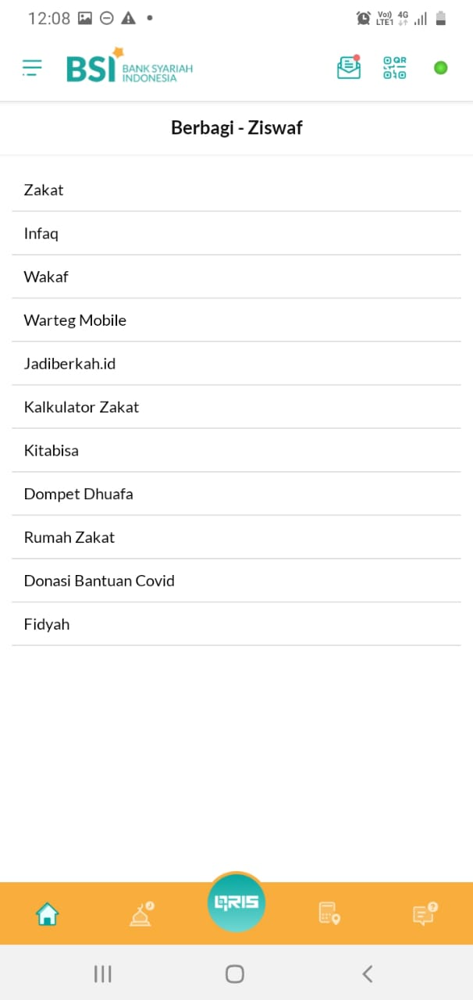 12:08
Vo) 4G
LTE1
BSI BANK SYARIAH
INDONESIA
QR
Berbagi - Ziswaf
Zakat
Infaq
Wakaf
Warteg Mobile
Jadiberkah.id
Kalkulator Zakat
Kitabisa
Dompet Dhuafa
Rumah Zakat
Donasi Bantuan Covid
Fidyah
QRIS
?